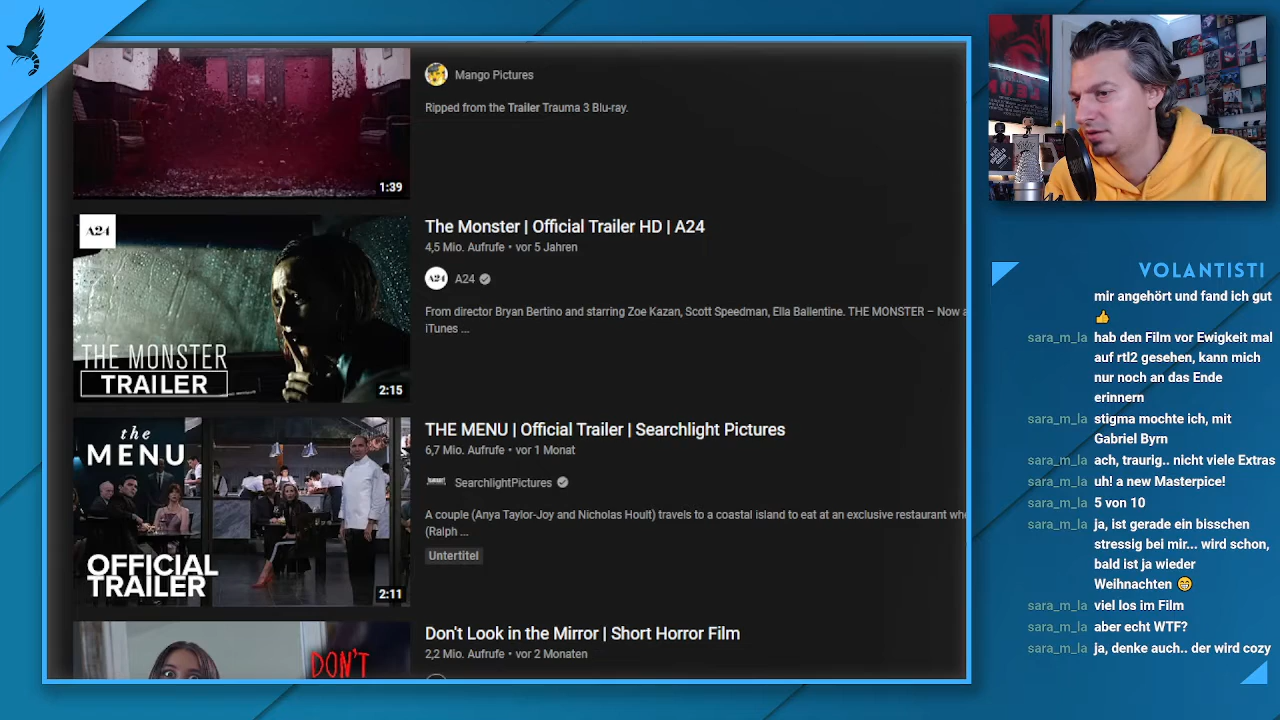 Mango Pictures
Ripped from the Trailer Trauma 3 Blu-ray.
1:39
A24
The Monster | Official Trailer HD | A24
4,5 Mio. Aufrufe • vor 5 Jahren
A24
A24
From director Bryan Bertino and starring Zoe Kazan, Scott Speedman, Ella Ballentine. THE MONSTER – Now a
iTunes ...
THE MONSTER
TRAILER
2:15
the
MENU
THE MENU | Official Trailer | Searchlight Pictures
6,7 Mio. Aufrufe • vor 1 Monat
SearchlightPictures
A couple (Anya Taylor-Joy and Nicholas Hoult) travels to a coastal island to eat at an exclusive restaurant wh
(Ralph ...
Untertitel
OFFICIAL
TRAILER
2:11
Don't Look in the Mirror | Short Horror Film
2,2 Mio. Aufrufe • vor 2 Monaten
DON'T
VOLANTISTI
mir angehört und fand ich gut
👍
sara_m_la hab den Film vor Ewigkeit mal
auf rtl2 gesehen, kann mich
nur noch an das Ende
erinnern
sara_m_la stigma mochte ich, mit
Gabriel Byrn
sara_m_la ach, traurig.. nicht viele Extras
sara_m_la uh! a new Masterpice!
sara_m_la 5 von 10
sara_m_la ja, ist gerade ein bisschen
stressig bei mir... wird schon,
bald ist ja wieder
Weihnachten 😁
sara_m_la viel los im Film
sara_m_la aber echt WTF?
sara_m_la ja, denke auch.. der wird cozy